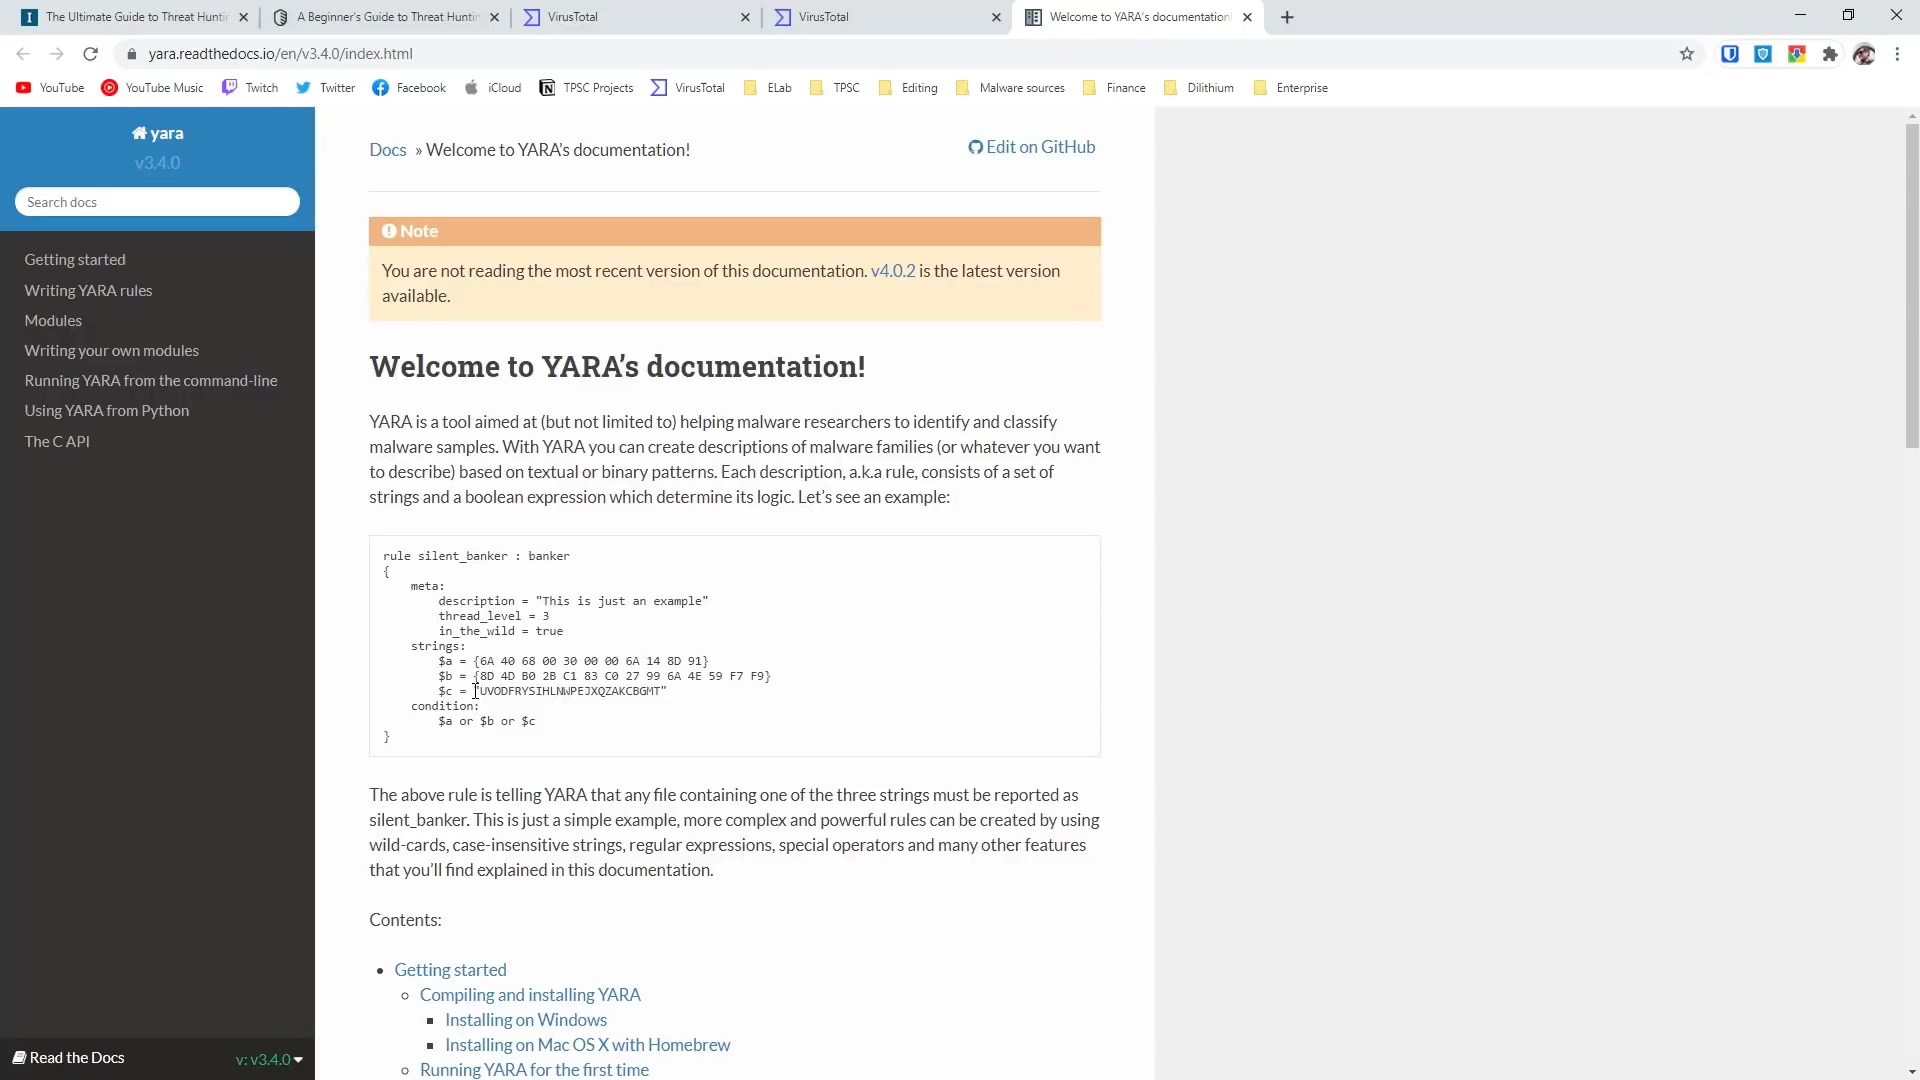 The Ultimate Guide to Threat Hunti
A Beginner's Guide to Threat Huntin
VirusTotal
VirusTotal
Welcome to YARA's documentation!
yara.readthedocs.io/en/v3.4.0/index.html
YouTube
YouTube Music
Twitch
Twitter
Facebook
iCloud
TPSC Projects
VirusTotal
ELab
TPSC
Editing
Malware sources
Finance
Dilithium
Enterprise
yara
v3.4.0
Search docs
Getting started
Writing YARA rules
Modules
Writing your own modules
Running YARA from the command-line
Using YARA from Python
The C API
Read the Docs
v: v3.4.0
Docs » Welcome to YARA’s documentation!
Edit on GitHub
Note
You are not reading the most recent version of this documentation. v4.0.2 is the latest version
available.
Welcome to YARA’s documentation!
YARA is a tool aimed at (but not limited to) helping malware researchers to identify and classify
malware samples. With YARA you can create descriptions of malware families (or whatever you want
to describe) based on textual or binary patterns. Each description, a.k.a rule, consists of a set of
strings and a boolean expression which determine its logic. Let’s see an example:
rule silent_banker : banker
{
meta:
description = "This is just an example"
thread_level = 3
in_the_wild = true
strings:
$a = {6A 40 68 00 30 00 00 6A 14 8D 91}
$b = {8D 4D B0 2B C1 83 C0 27 99 6A 4E 59 F7 F9}
$c = "UVODFRYSIHLNWPEJXQZAKCBGMT"
condition:
$a or $b or $c
}
The above rule is telling YARA that any file containing one of the three strings must be reported as
silent_banker. This is just a simple example, more complex and powerful rules can be created by using
wild-cards, case-insensitive strings, regular expressions, special operators and many other features
that you’ll find explained in this documentation.
Contents:
Getting started
Compiling and installing YARA
Installing on Windows
Installing on Mac OS X with Homebrew
Running YARA for the first time